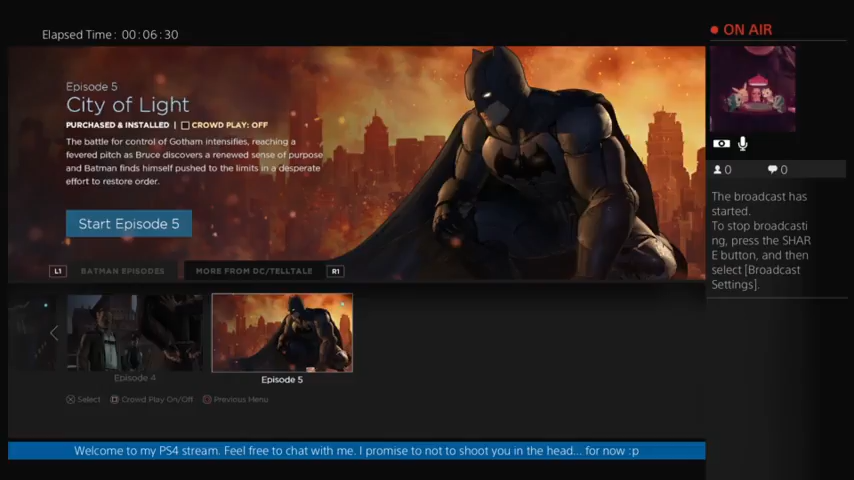 Elapsed Time: 00:06:30
ON AIR
Episode 5
City of Light
PURCHASED & INSTALLED | CROWD PLAY: OFF
The battle for control of Gotham intensifies, reaching a
fevered pitch as Bruce discovers a renewed sense of purpose
and Batman finds himself pushed to the limits in a desperate
effort to restore order.
Start Episode 5
L1 BATMAN EPISODES MORE FROM DC/TELLTALE R1
0 0
The broadcast has
started.
To stop broadcasti
ng, press the SHAR
E button, and then
select [Broadcast
Settings].
Episode 4
Episode 5
Select Crowd Play On/Off Previous Menu
Welcome to my PS4 stream. Feel free to chat with me. I promise to not to shoot you in the head... for now :p